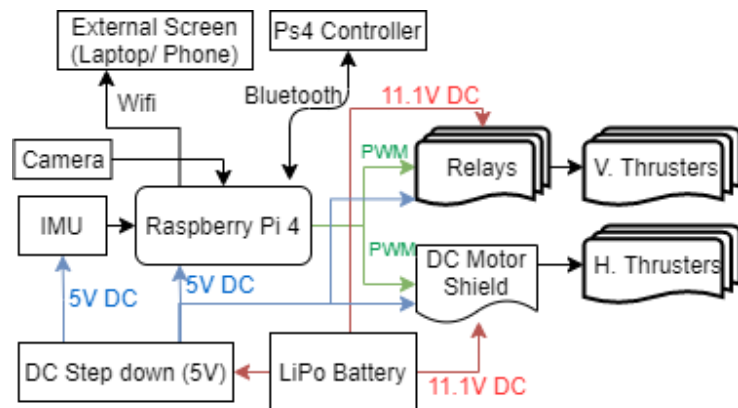 External Screen
(Laptop/ Phone)
Ps4 Controller
Wifi
Bluetooth
11.1V DC
Camera
PWM
Relays
V. Thrusters
IMU
Raspberry Pi 4
PWM
DC Motor
Shield
H. Thrusters
5V DC
5V DC
DC Step down (5V)
LiPo Battery
11.1V DC